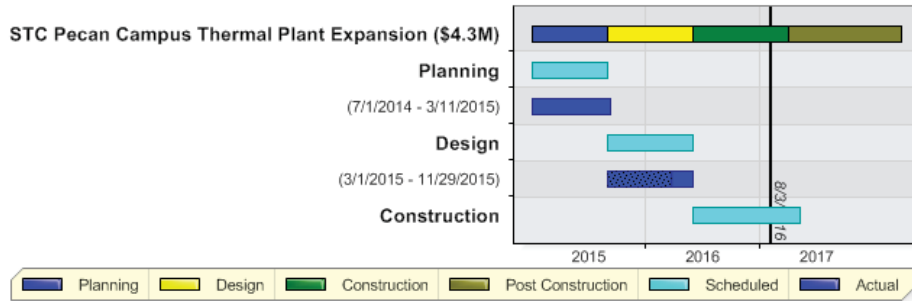 STC Pecan Campus Thermal Plant Expansion ($4.3M)
Planning
(7/1/2014 - 3/11/2015)
Design
(3/1/2015 - 11/29/2015)
Construction
8/3/ 16
2015 2016 2017
Planning Design Construction Post Construction Scheduled Actual